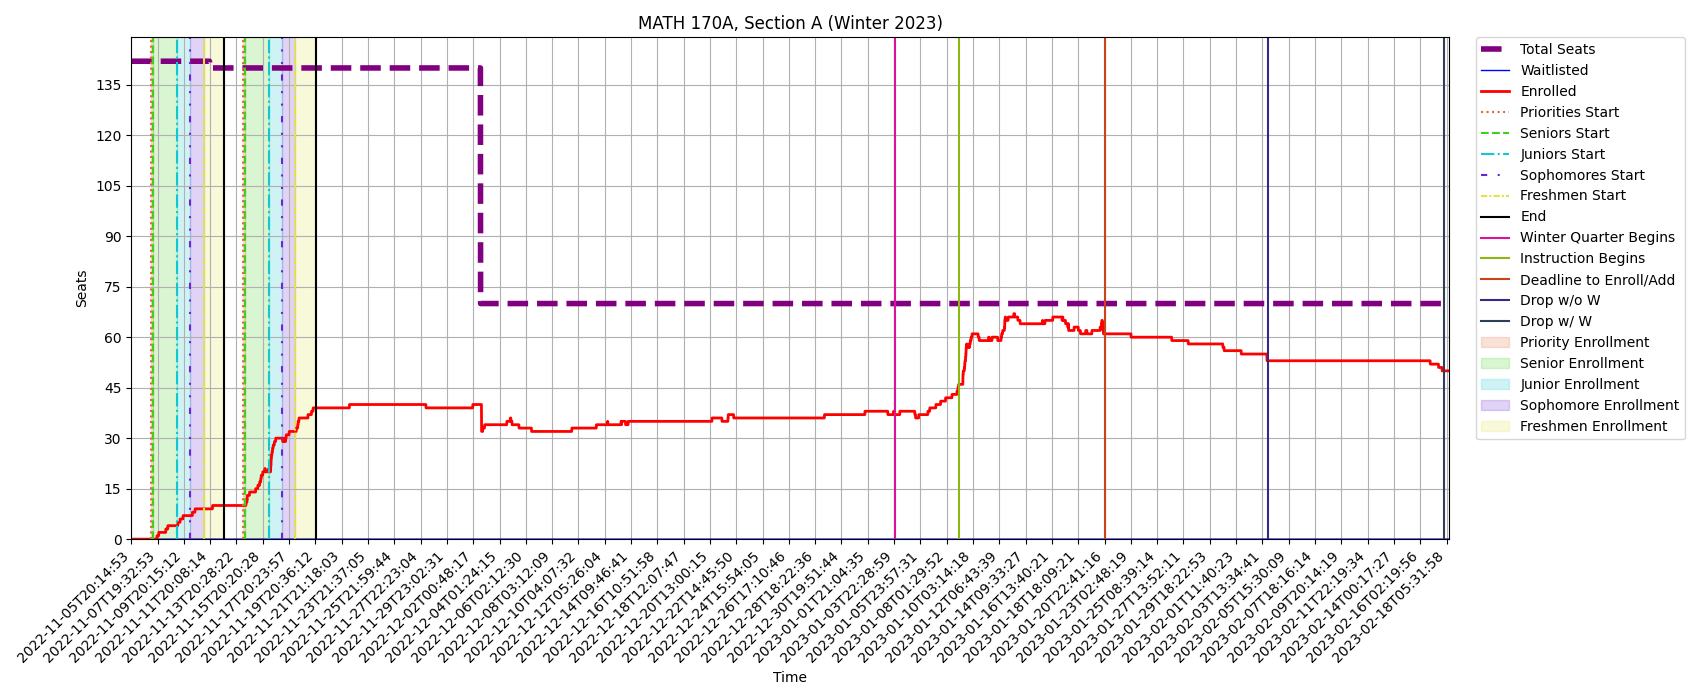 MATH 170A, Section A (Winter 2023)
Seats
135
120
105
90
75
60
45
30
15
0
2022-11-05T20:14:53
2022-11-07T19:32:53
2022-11-09T20:15:12
2022-11-11T20:08:14
2022-11-13T20:28:22
2022-11-15T20:20:28
2022-11-17T20:23:57
2022-11-19T20:36:12
2022-11-21T21:18:03
2022-11-23T21:37:05
2022-11-25T21:59:44
2022-11-27T22:23:04
2022-11-29T23:02:31
2022-12-02T00:48:17
2022-12-04T01:24:15
2022-12-06T02:12:30
2022-12-08T03:12:09
2022-12-10T04:07:32
2022-12-12T05:26:04
2022-12-14T09:46:41
2022-12-16T10:51:58
2022-12-18T12:07:47
2022-12-20T13:00:15
2022-12-22T14:45:50
2022-12-24T15:54:05
2022-12-26T17:10:46
2022-12-28T18:22:36
2022-12-30T19:51:44
2023-01-01T21:04:35
2023-01-03T22:28:59
2023-01-05T23:57:31
2023-01-08T01:29:52
2023-01-10T03:14:18
2023-01-12T06:43:39
2023-01-14T09:33:27
2023-01-16T13:40:21
2023-01-18T18:09:21
2023-01-20T22:41:16
2023-01-23T02:48:19
2023-01-25T08:39:14
2023-01-27T13:52:11
2023-01-29T18:22:53
2023-02-01T11:40:23
2023-02-03T13:34:41
2023-02-05T15:30:09
2023-02-07T18:16:14
2023-02-09T20:14:19
2023-02-11T22:19:34
2023-02-14T00:17:27
2023-02-16T02:19:56
2023-02-18T05:31:58
Time
Total Seats
Waitlisted
Enrolled
Priorities Start
Seniors Start
Juniors Start
Sophomores Start
Freshmen Start
End
Winter Quarter Begins
Instruction Begins
Deadline to Enroll/Add
Drop w/o W
Drop w/ W
Priority Enrollment
Senior Enrollment
Junior Enrollment
Sophomore Enrollment
Freshmen Enrollment